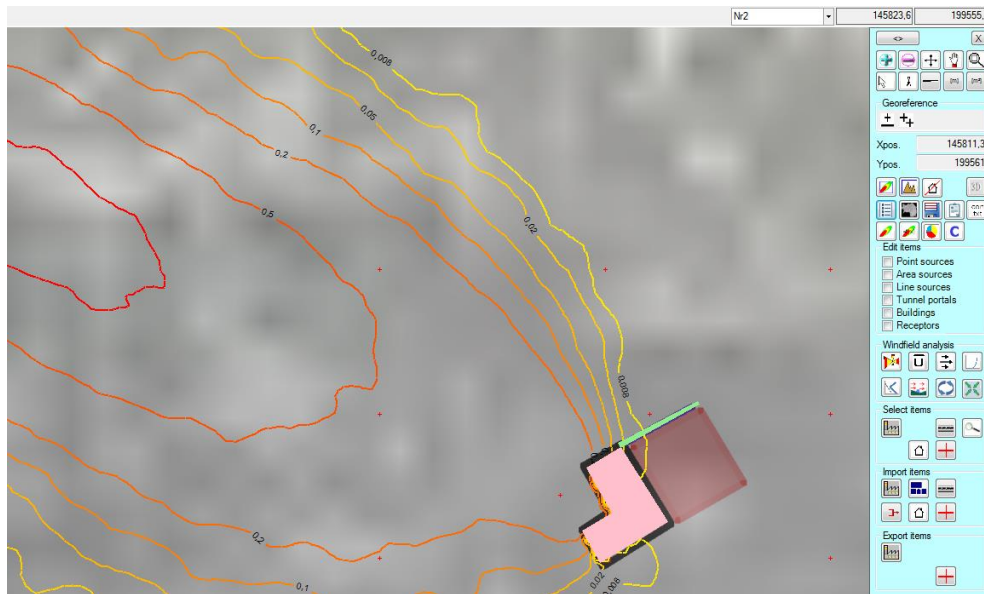 Nr2
145823,6
199555,
<>
X
Georeference
Xpos.
145811,3
Ypos.
199561
3D
C
Edit items
Point sources
Area sources
Line sources
Tunnel portals
Buildings
Receptors
Windfield analysis
Select items
Import items
Export items
0,008
0,05
0,1
0,2
0,5
0,02
0,008
0,2
0,1
0,02
0,008